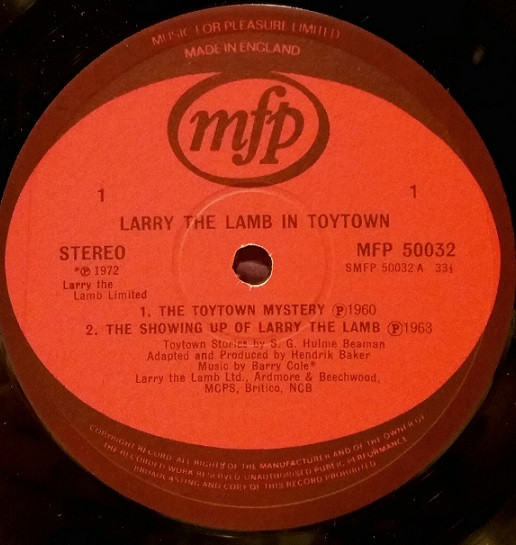 MUSIC FOR PLEASURE LIMITED
MADE IN ENGLAND
mfp
1
1
LARRY THE LAMB IN TOYTOWN
STEREO
MFP 50032
*℗ 1972
SMFP 50032 A 33⅓
Larry the
Lamb Limited
1. THE TOYTOWN MYSTERY ℗1960
2. THE SHOWING UP OF LARRY THE LAMB ℗1963
Toytown Stories by S. G. Hulme Beaman
Adapted and Produced by Hendrik Baker
Music by Barry Cole*
Larry the Lamb Ltd., Ardmore & Beechwood,
MCPS, Britico, NCB
COPYRIGHT RECORD. ALL RIGHTS OF THE MANUFACTURER AND OF THE OWNER OF
THE RECORDED WORK RESERVED. UNAUTHORISED PUBLIC PERFORMANCE
BROADCASTING AND COPY OF THIS RECORD PROHIBITED